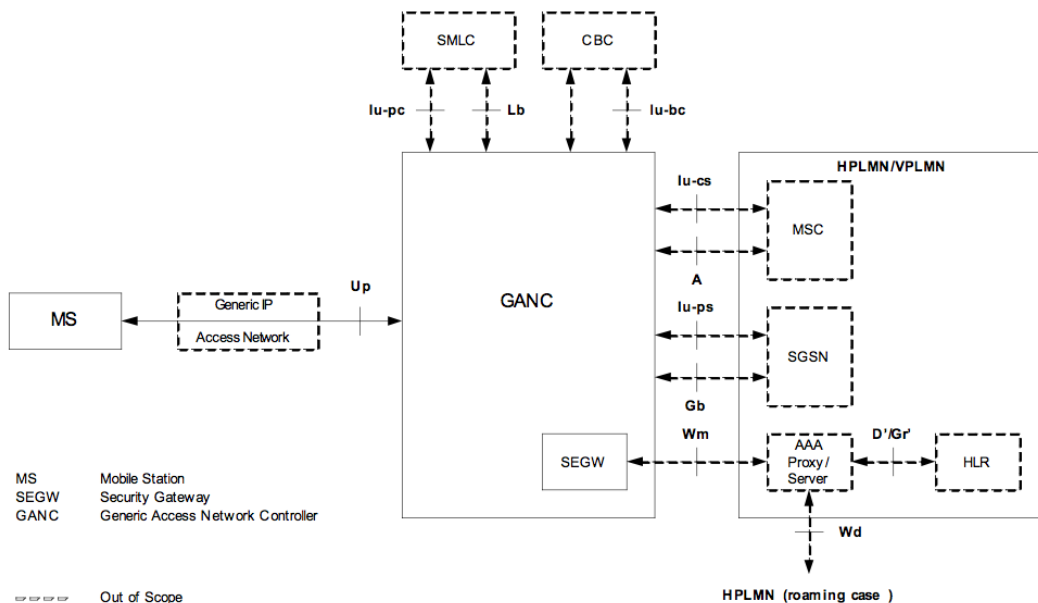 SMLC
CBC
Iu-pc
Lb
Iu-bc
HPLMN/VPLMN
Iu-cs
MSC
A
Up
GANC
MS
Generic IP
Access Network
Iu-ps
SGSN
Gb
Wm
D'/Gr'
SEGW
AAA
Proxy /
Server
HLR
MS Mobile Station
SEGW Security Gateway
GANC Generic Access Network Controller
Wd
Out of Scope
HPLMN (roaming case )